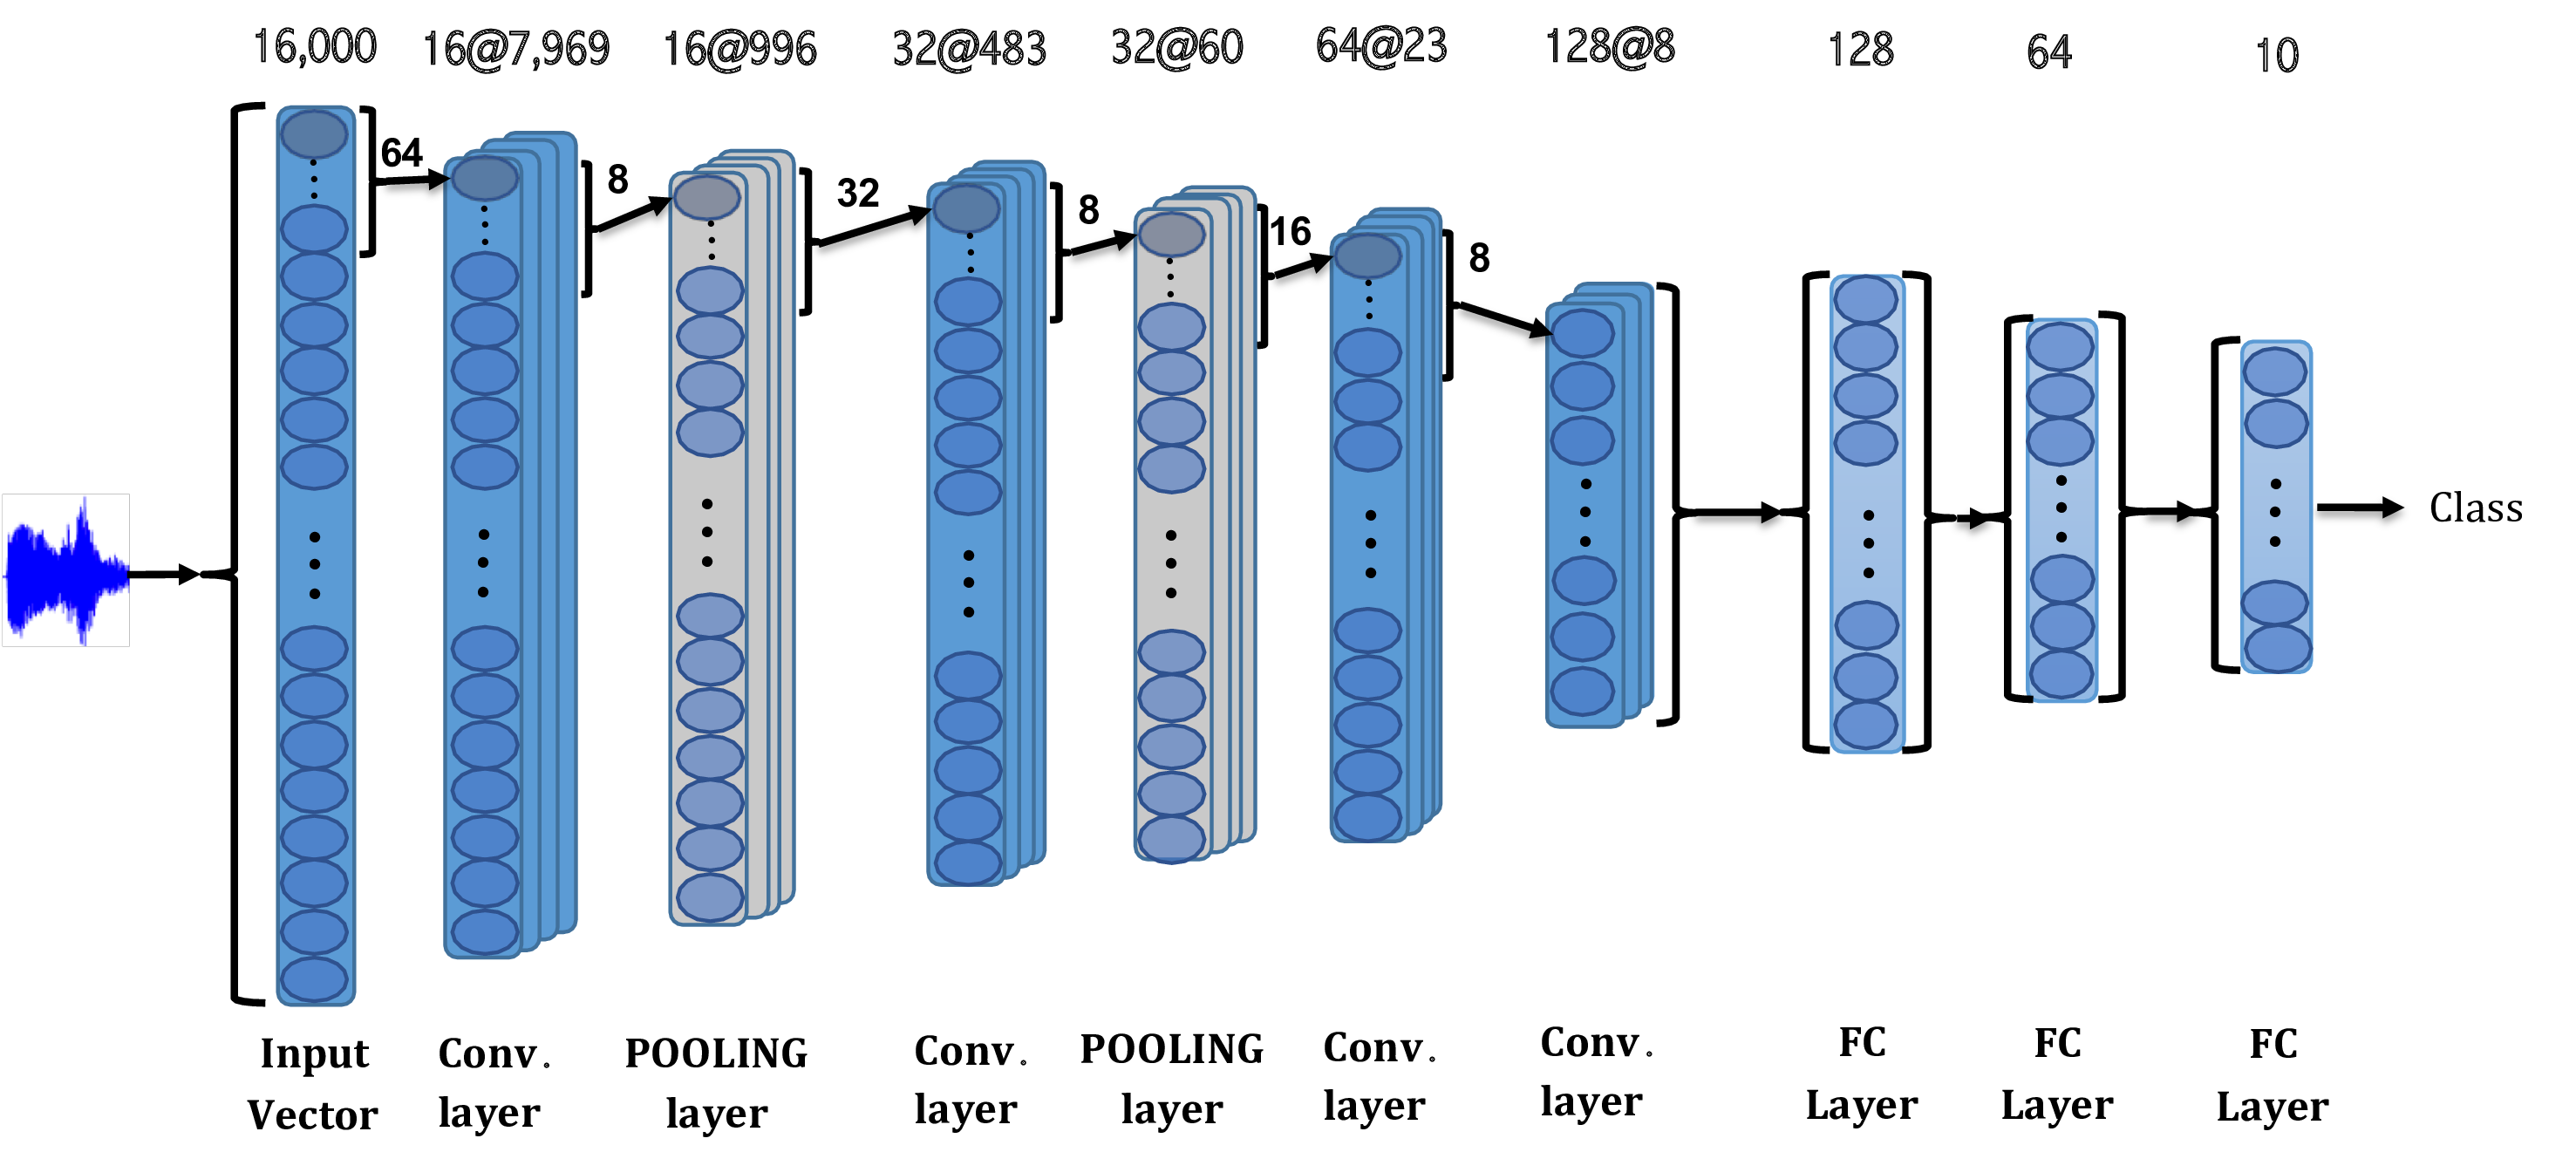 16,000 16@7,969 16@996 32@483 32@60 64@23 128@8 128 64 10
64 8 32 8 16 8
Class
Input Conv. POOLING Conv. POOLING Conv. Conv. FC FC FC
Vector layer layer layer layer layer layer Layer Layer Layer